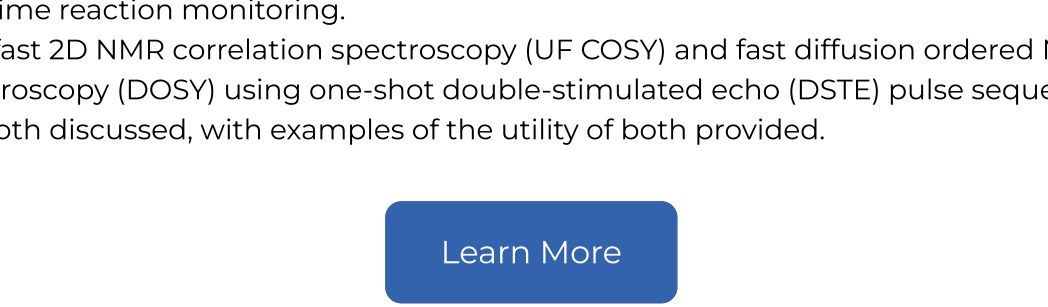 ime reaction monitoring.
fast 2D NMR correlation spectroscopy (UF COSY) and fast diffusion ordered
roscopy (DOSY) using one-shot double-stimulated echo (DSTE) pulse seque
oth discussed, with examples of the utility of both provided.
Learn More